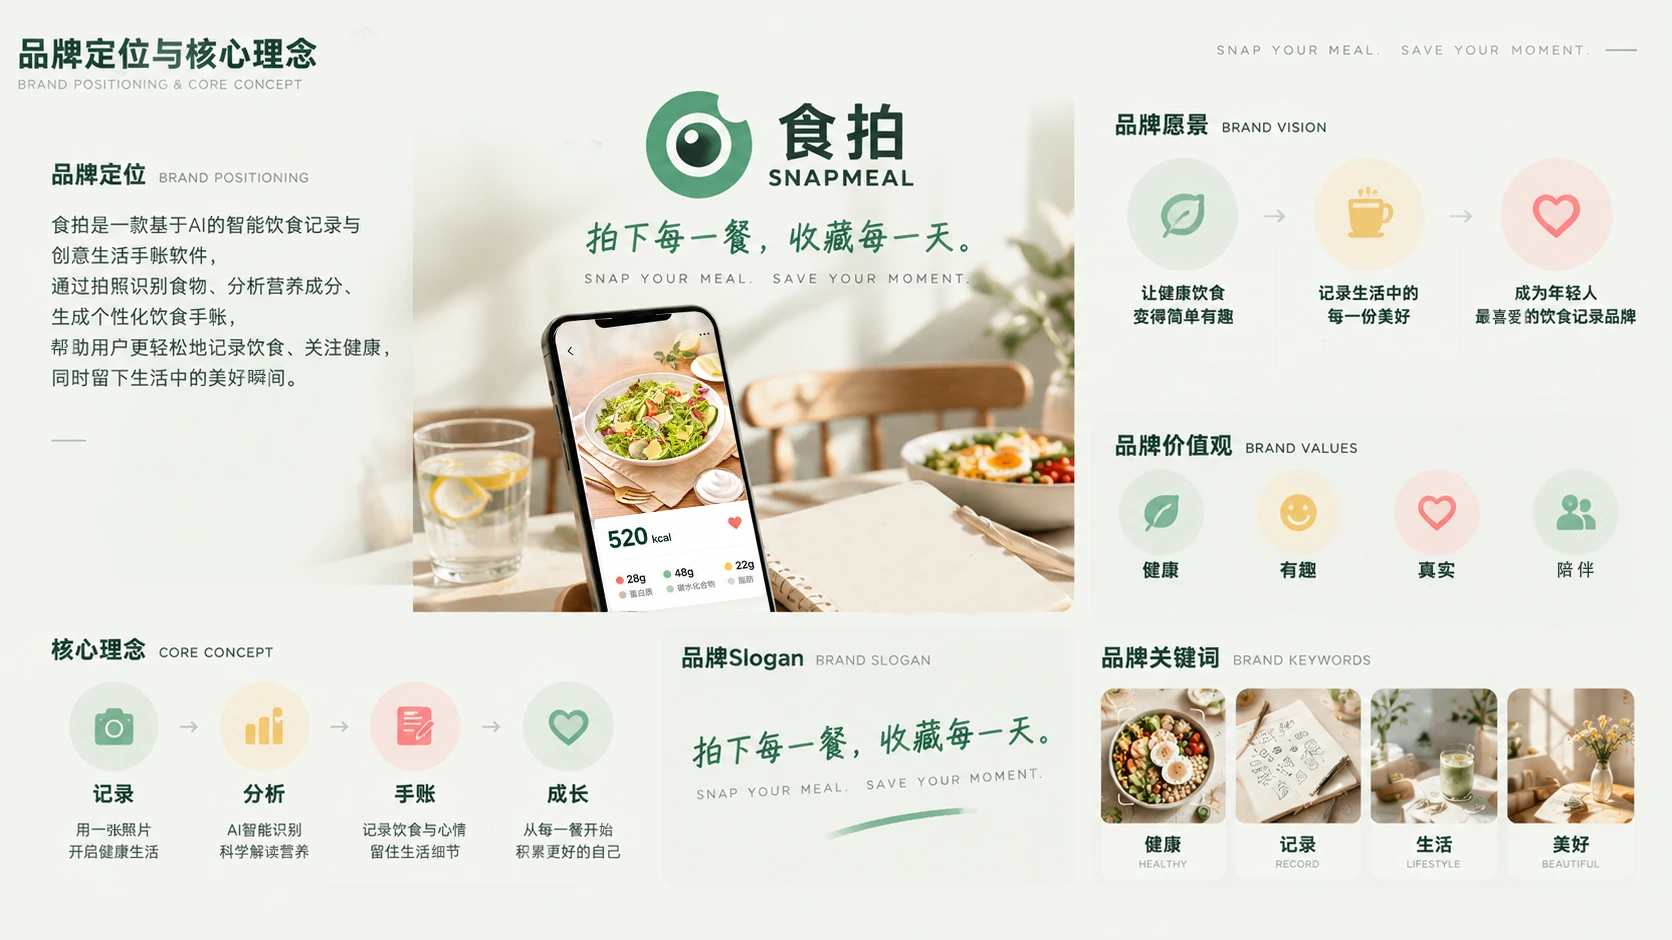 品牌定位与核心理念
BRAND POSITIONING & CORE CONCEPT
SNAP YOUR MEAL. SAVE YOUR MOMENT.
品牌定位 BRAND POSITIONING
食拍是一款基于AI的智能饮食记录与
创意生活手账软件，
通过拍照识别食物、分析营养成分、
生成个性化饮食手账，
帮助用户更轻松地记录饮食、关注健康，
同时留下生活中的美好瞬间。
食拍
SNAPMEAL
拍下每一餐，收藏每一天。
SNAP YOUR MEAL. SAVE YOUR MOMENT.
520 kcal
28g 48g 22g
蛋白质 碳水化合物 脂肪
品牌愿景 BRAND VISION
让健康饮食
变得简单有趣
记录生活中的
每一份美好
成为年轻人
最喜爱的饮食记录品牌
品牌价值观 BRAND VALUES
健康 有趣 真实 陪伴
核心理念 CORE CONCEPT
记录
用一张照片
开启健康生活
分析
AI智能识别
科学解读营养
手账
记录饮食与心情
留住生活细节
成长
从每一餐开始
积累更好的自己
品牌Slogan BRAND SLOGAN
拍下每一餐，收藏每一天。
SNAP YOUR MEAL. SAVE YOUR MOMENT.
品牌关键词 BRAND KEYWORDS
健康
HEALTHY
记录
RECORD
生活
LIFESTYLE
美好
BEAUTIFUL